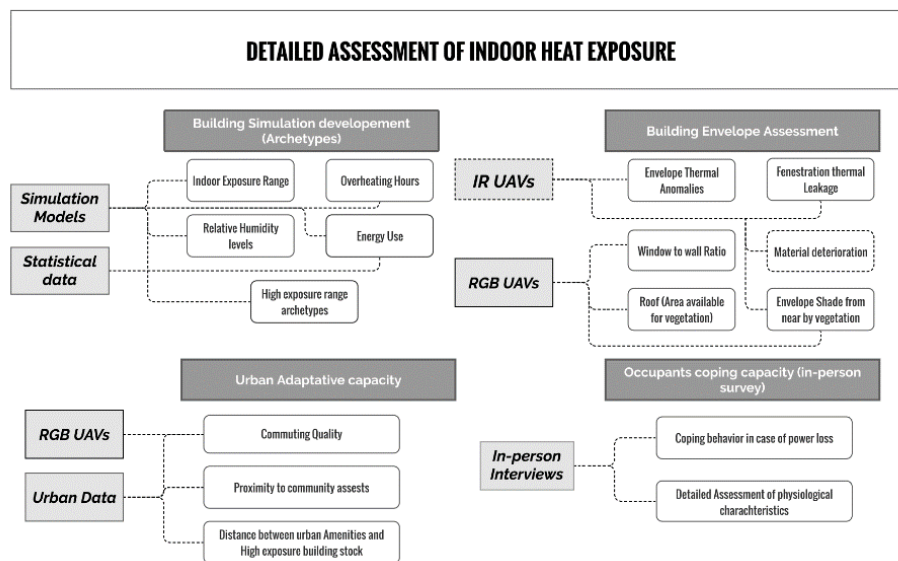 DETAILED ASSESSMENT OF INDOOR HEAT EXPOSURE
Building Simulation developement
(Archetypes)
Simulation
Models
Statistical
data
Indoor Exposure Range
Overheating Hours
Relative Humidity
levels
Energy Use
High exposure range
archetypes
Building Envelope Assessment
IR UAVs
RGB UAVs
Envelope Thermal
Anomalies
Fenestration thermal
Leakage
Window to wall Ratio
Material deterioration
Roof (Area available
for vegetation)
Envelope Shade from
near by vegetation
Urban Adaptative capacity
RGB UAVs
Urban Data
Commuting Quality
Proximity to community assests
Distance between urban Amenities and
High exposure building stock
Occupants coping capacity (in-person
survey)
In-person
Interviews
Coping behavior in case of power loss
Detailed Assessment of physiological
charachteristics